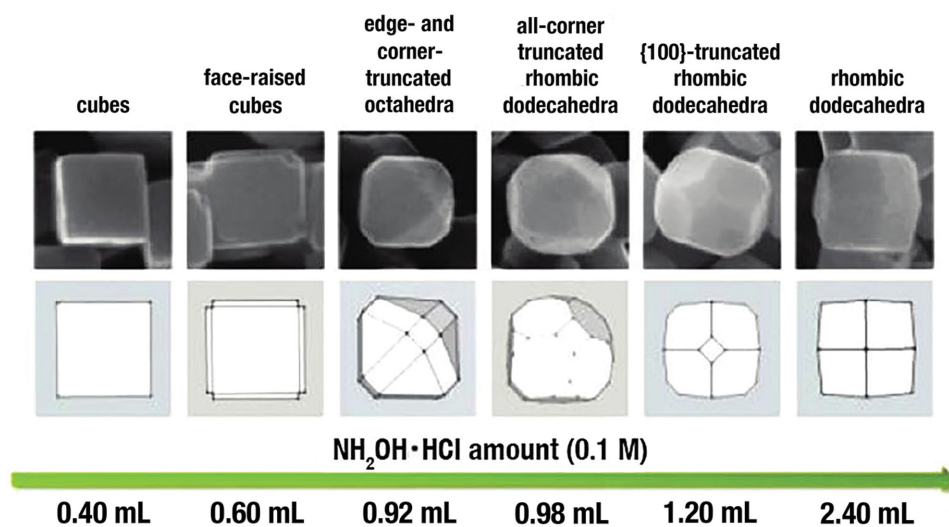 cubes
face-raised
cubes
edge- and
corner-
truncated
octahedra
all-corner
truncated
rhombic
dodecahedra
{100}-truncated
rhombic
dodecahedra
rhombic
dodecahedra
NH₂OH·HCl amount (0.1 M)
0.40 mL 0.60 mL 0.92 mL 0.98 mL 1.20 mL 2.40 mL